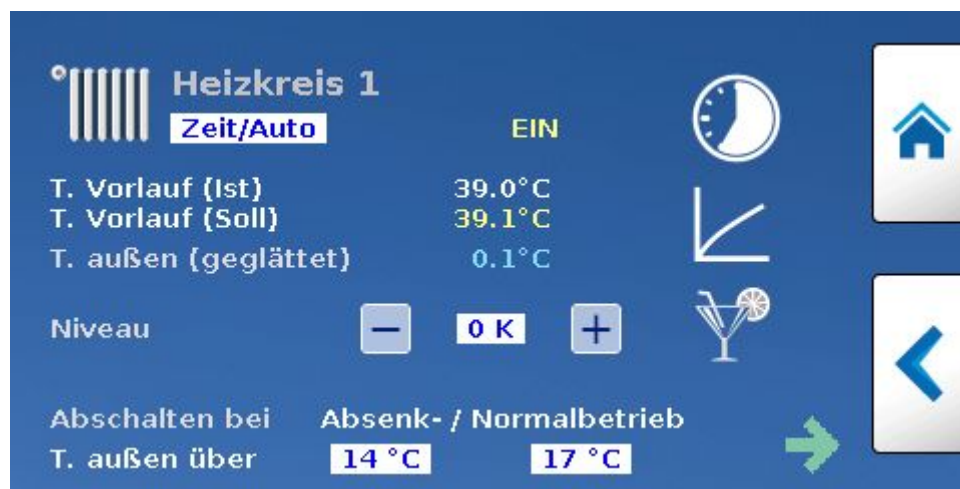 Heizkreis 1
Zeit/Auto EIN
T. Vorlauf (Ist) 39.0°C
T. Vorlauf (Soll) 39.1°C
T. außen (geglättet) 0.1°C
Niveau − 0 K +
Abschalten bei Absenk- / Normalbetrieb
T. außen über 14 °C 17 °C